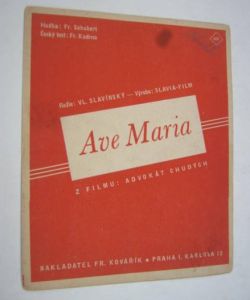 Hudba: Fr. Schubert
Český text: Fr. Kudrna
Režie: VL. SLAVÍNSKÝ — Výroba: SLAVIA-FILM
Ave Maria
Z FILMU: ADVOKÁT CHUDÝCH
NAKLADATEL FR. KOVÁŘÍK • PRAHA I. KARLOVA 12